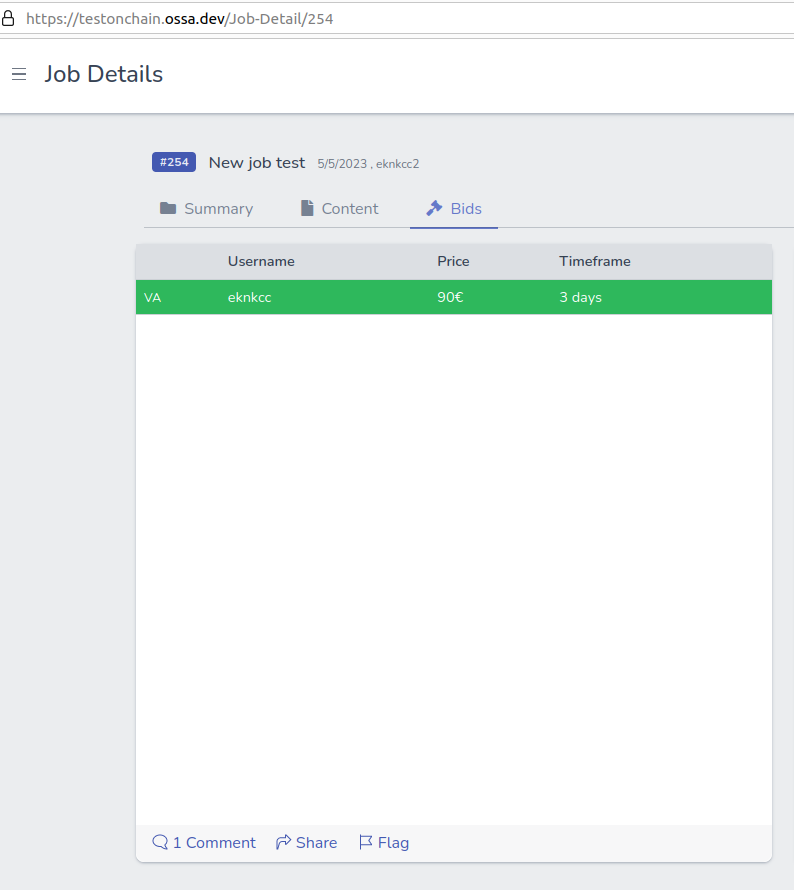 https://testonchain.ossa.dev/Job-Detail/254
Job Details
#254 New job test 5/5/2023 , eknkcc2
Summary Content Bids
Username Price Timeframe
VA eknkcc 90€ 3 days
1 Comment Share Flag